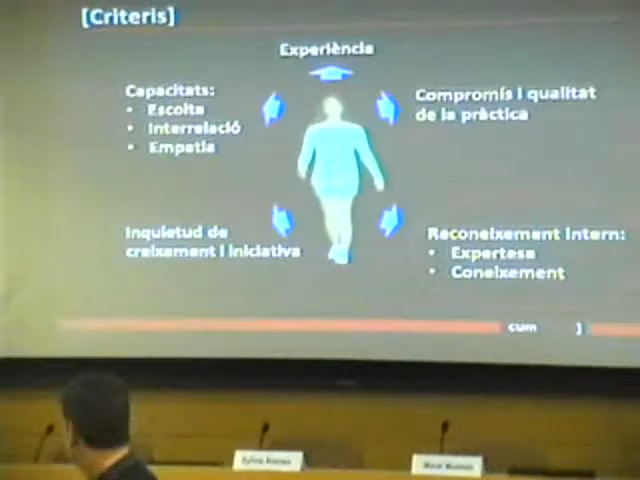 [Criteris]
Experiència
Capacitats:
• Escolta
• Interrelació
• Empatia
Compromís i qualitat
de la pràctica
Inquietud de
creixement i iniciativa
Reconeixement Intern:
• Expertesa
• Coneixement
cum ]